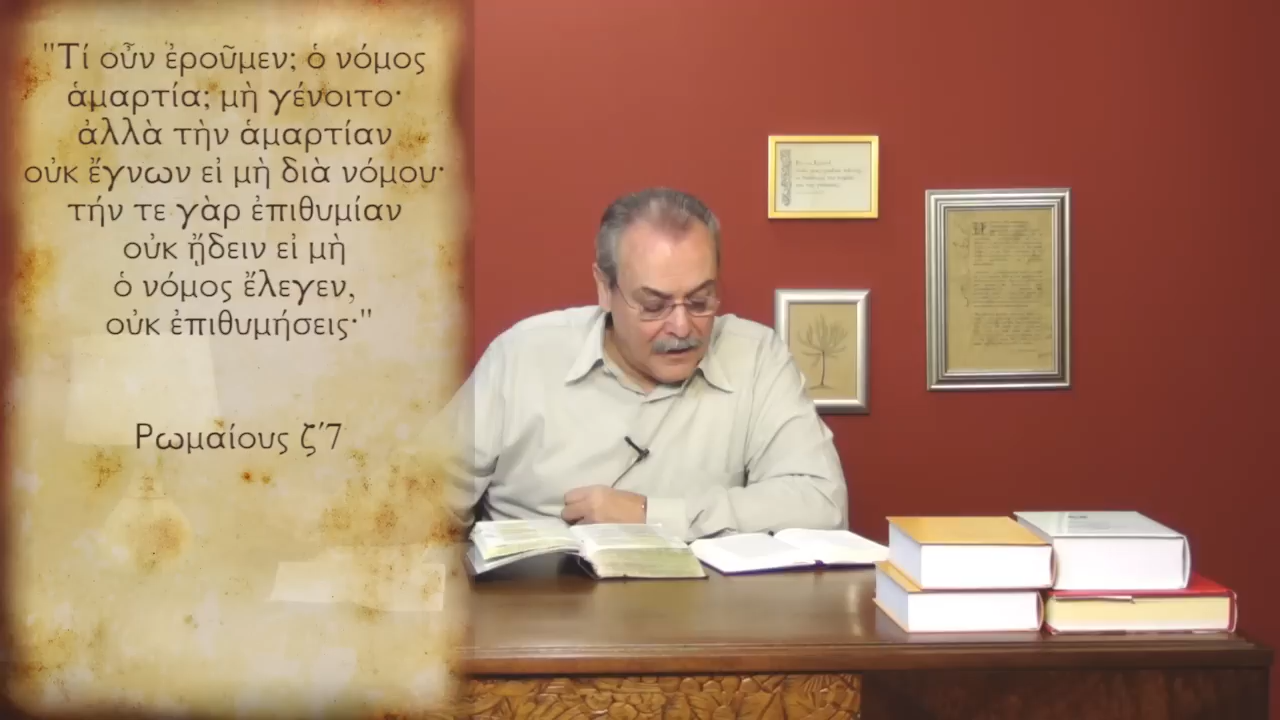 "Τί οὖν ἐροῦμεν; ὁ νόμος
ἁμαρτία; μὴ γένοιτο·
ἀλλὰ τὴν ἁμαρτίαν
οὐκ ἔγνων εἰ μὴ διὰ νόμου·
τήν τε γὰρ ἐπιθυμίαν
οὐκ ᾔδειν εἰ μὴ
ὁ νόμος ἔλεγεν,
οὐκ ἐπιθυμήσεις·"
Ρωμαίους ζ΄7